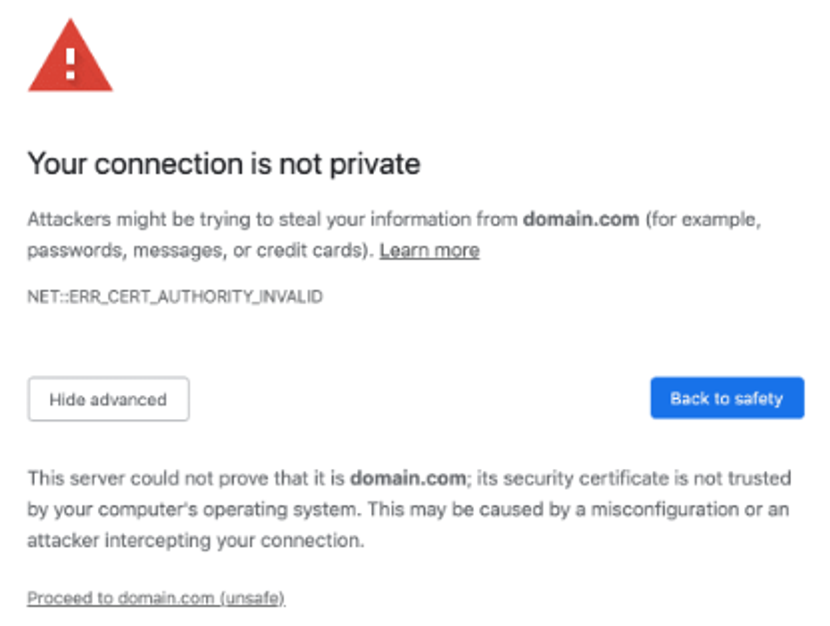 Your connection is not private
Attackers might be trying to steal your information from domain.com (for example,
passwords, messages, or credit cards). Learn more
NET::ERR_CERT_AUTHORITY_INVALID
Hide advanced
Back to safety
This server could not prove that it is domain.com; its security certificate is not trusted
by your computer's operating system. This may be caused by a misconfiguration or an
attacker intercepting your connection.
Proceed to domain.com (unsafe)